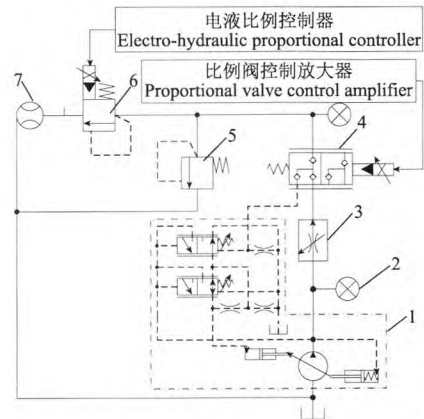 电液比例控制器
Electro-hydraulic proportional controller
比例阀控制放大器
Proportional valve control amplifier
7
6
5
4
3
2
1